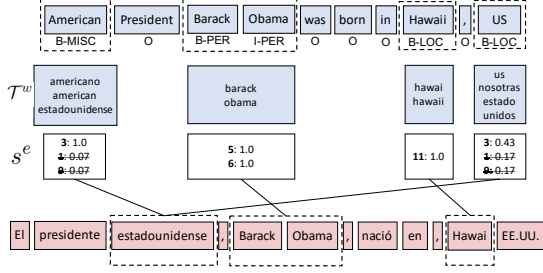 American President Barack Obama was born in Hawaii , US
B-MISC O B-PER I-PER O O O B-LOC O B-LOC
𝒯ʷ
americano
american
estadounidense
barack
obama
hawai
hawaii
us
nosotras
estado
unidos
sᵉ
3: 1.0
1: 0.07
9: 0.07
5: 1.0
6: 1.0
11: 1.0
3: 0.43
1: 0.17
9: 0.17
El presidente estadounidense , Barack Obama , nació en , Hawai EE.UU.